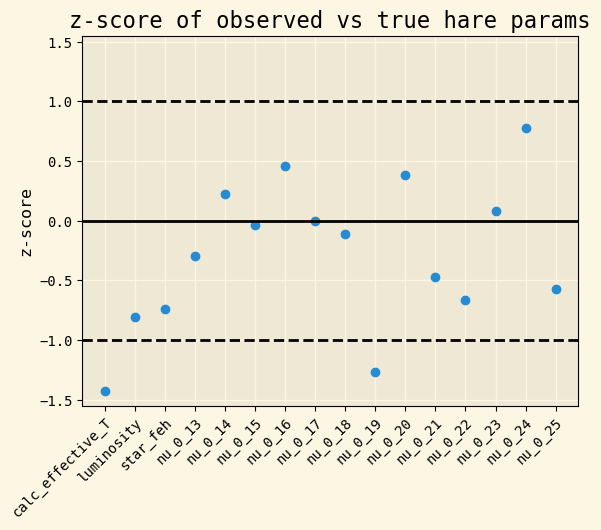 z-score of observed vs true hare params
1.5
1.0
0.5
0.0
−0.5
−1.0
−1.5
z-score
calc_effective_T
luminosity
star_feh
nu_0_13
nu_0_14
nu_0_15
nu_0_16
nu_0_17
nu_0_18
nu_0_19
nu_0_20
nu_0_21
nu_0_22
nu_0_23
nu_0_24
nu_0_25